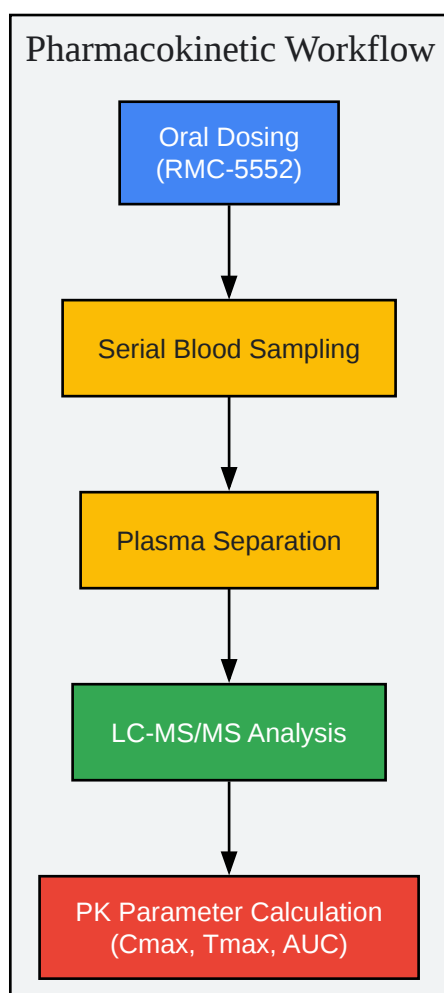 Pharmacokinetic Workflow
Oral Dosing
(RMC-5552)
Serial Blood Sampling
Plasma Separation
LC-MS/MS Analysis
PK Parameter Calculation
(Cmax, Tmax, AUC)